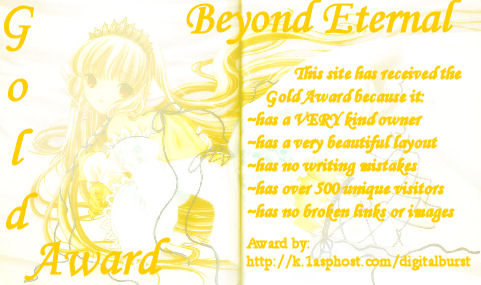 Gold
Award
Beyond Eternal
This site has received the
Gold Award because it:
~has a VERY kind owner
~has a very beautiful layout
~has no writing mistakes
~has over 500 unique visitors
~has no broken links or images
Award by:
http://k.1asphost.com/digitalburst